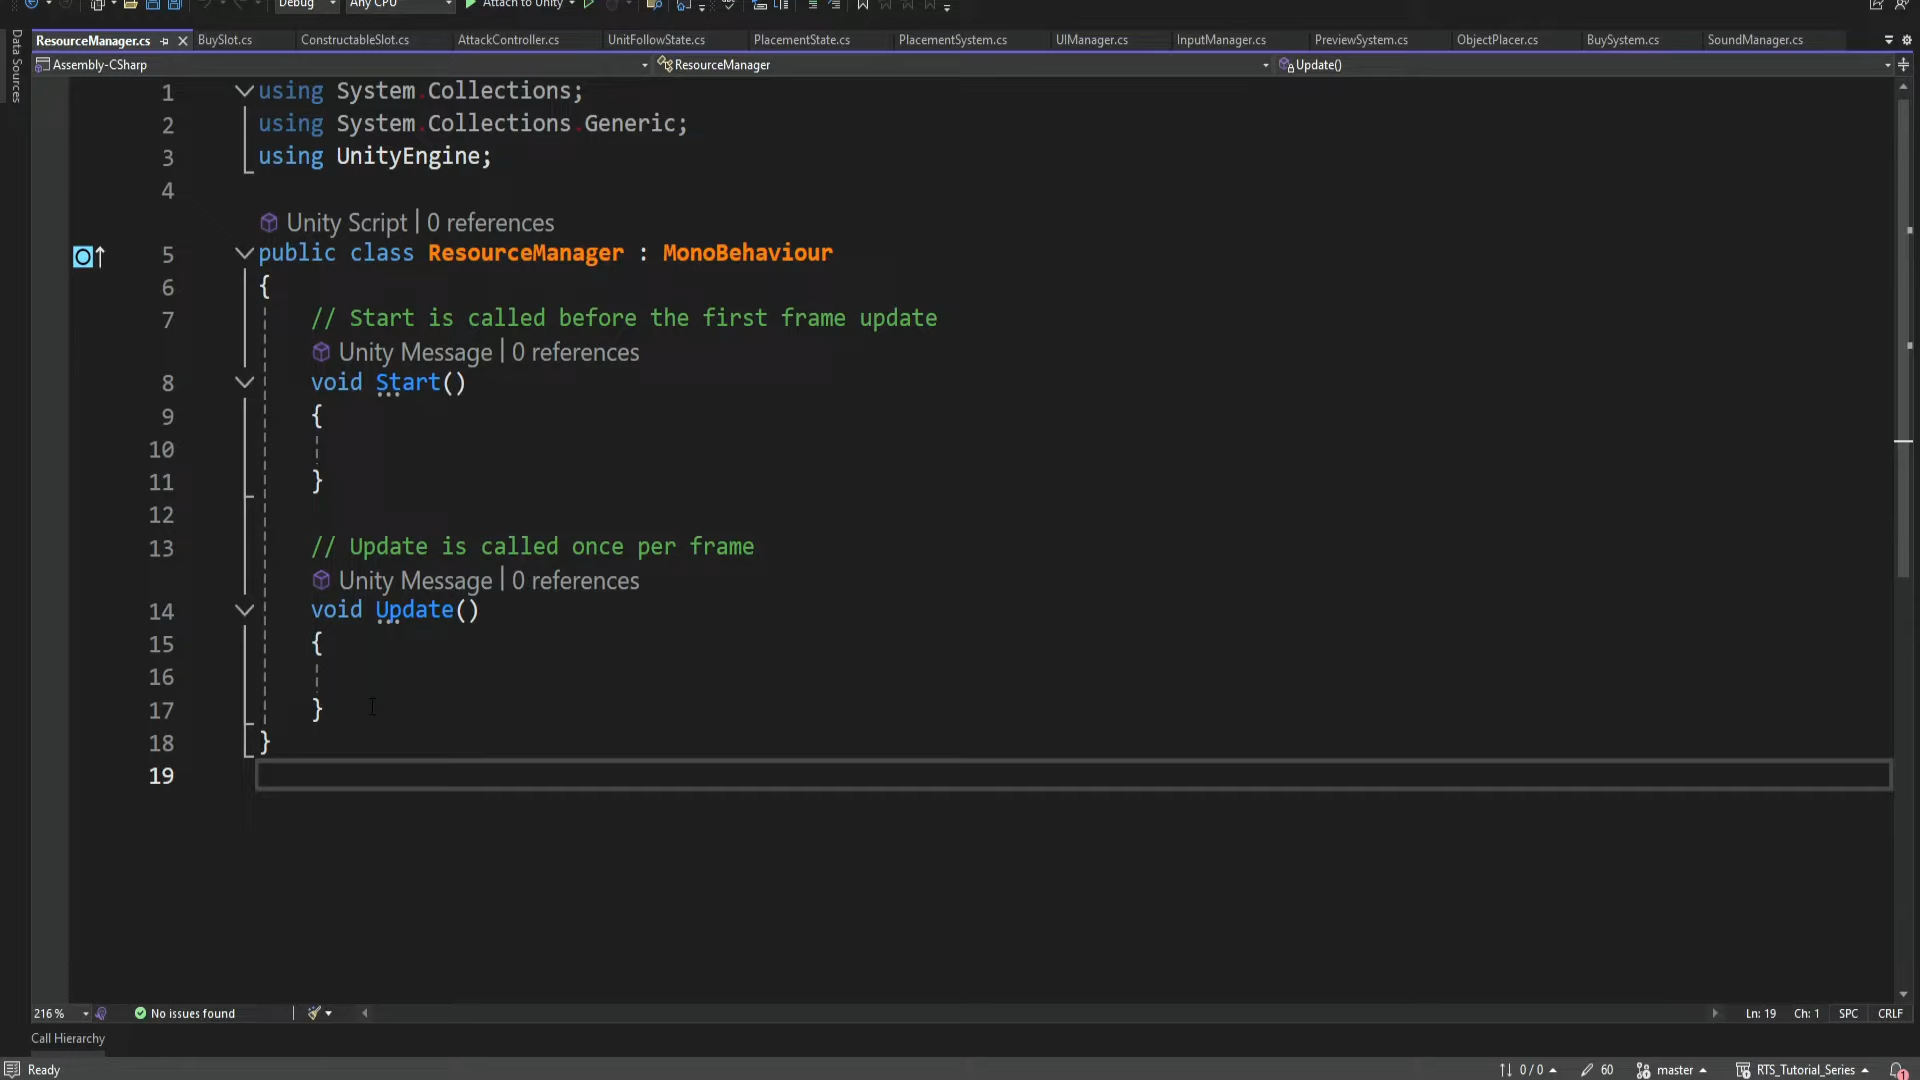 Debug
Any CPU
Attach to Unity
Data Sources
ResourceManager.cs
BuySlot.cs
ConstructableSlot.cs
AttackController.cs
UnitFollowState.cs
PlacementState.cs
PlacementSystem.cs
UIManager.cs
InputManager.cs
PreviewSystem.cs
ObjectPlacer.cs
BuySystem.cs
SoundManager.cs
Assembly-CSharp
ResourceManager
Update()
1 using System.Collections;
2 using System.Collections.Generic;
3 using UnityEngine;
4
Unity Script | 0 references
5 public class ResourceManager : MonoBehaviour
6 {
7 // Start is called before the first frame update
Unity Message | 0 references
8 void Start()
9 {
10
11 }
12
13 // Update is called once per frame
Unity Message | 0 references
14 void Update()
15 {
16
17 }
18 }
19
216 %
No issues found
Ln: 19
Ch: 1
SPC
CRLF
Call Hierarchy
Ready
0 / 0
60
master
RTS_Tutorial_Series
1